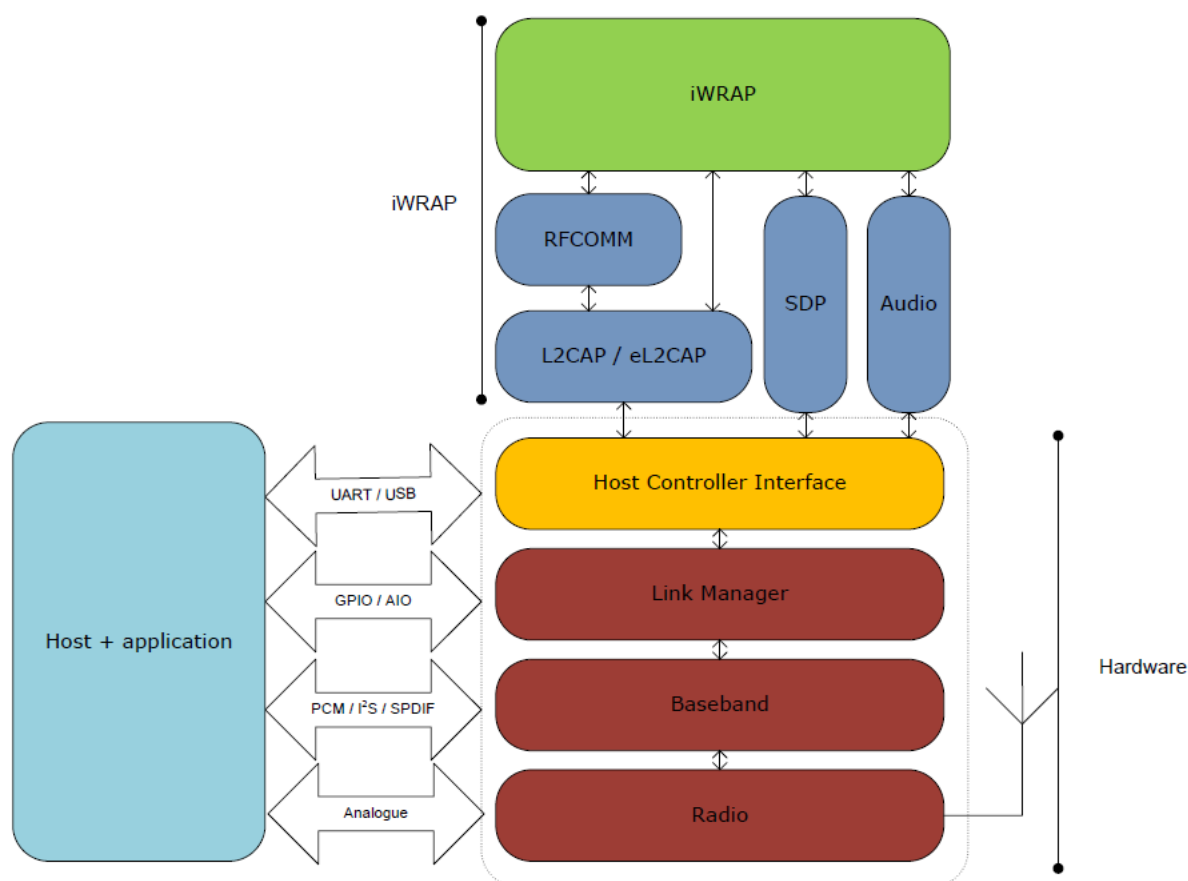 iWRAP
iWRAP
RFCOMM
SDP
Audio
L2CAP / eL2CAP
Host + application
UART / USB
GPIO / AIO
PCM / I²S / SPDIF
Analogue
Host Controller Interface
Link Manager
Baseband
Radio
Hardware